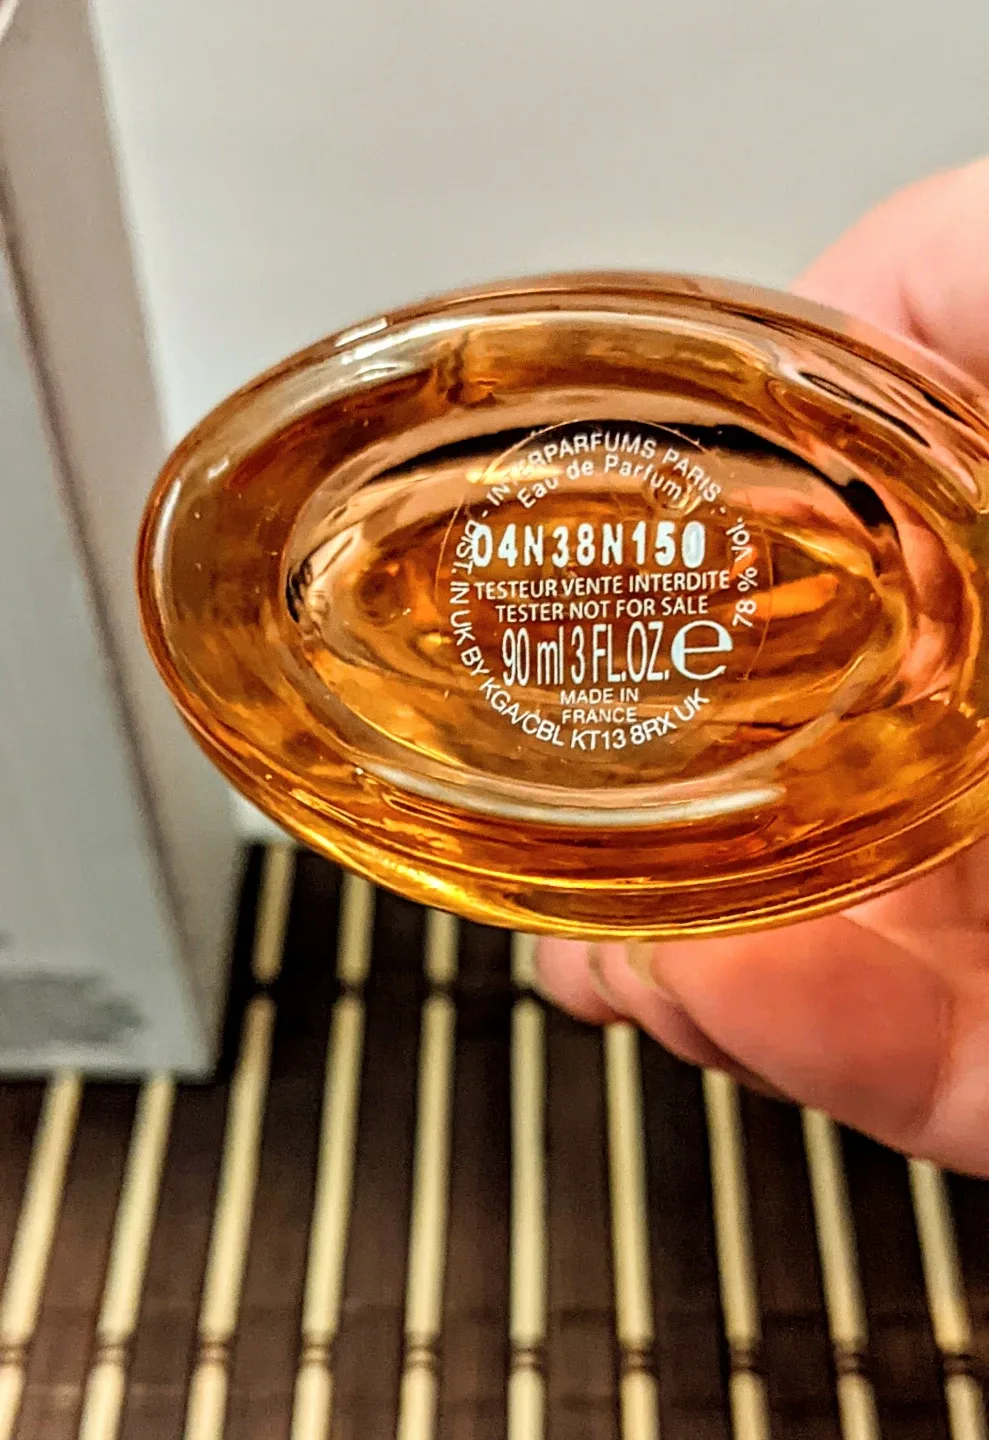 - INTERPARFUMS PARIS -
Eau de Parfum
04N38N150
TESTEUR VENTE INTERDITE
TESTER NOT FOR SALE
90 ml 3 FL.OZ. e
MADE IN
FRANCE
DIST. IN UK BY KGA/CBL KT13 8RX UK
78 % Vol.